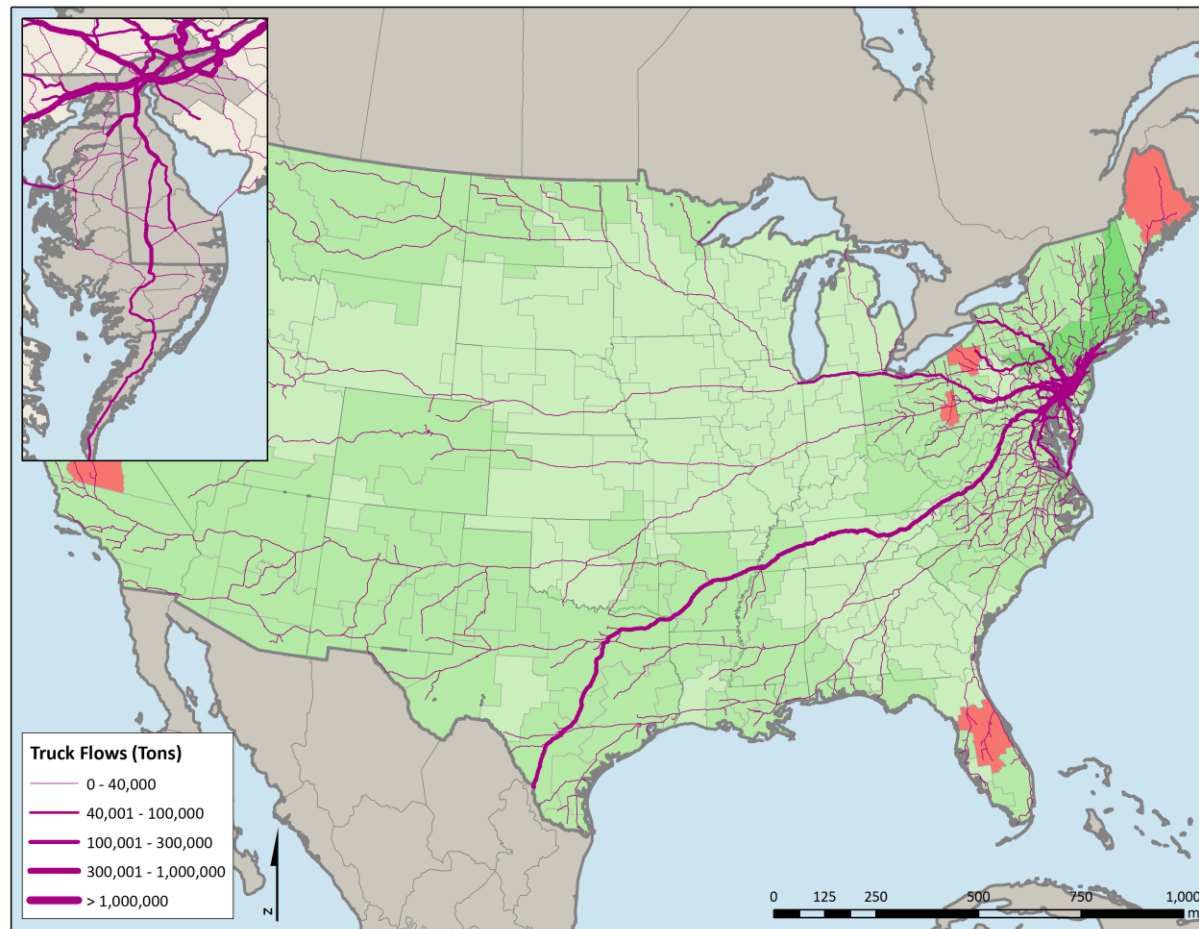 Truck Flows (Tons)
0 - 40,000
40,001 - 100,000
100,001 - 300,000
300,001 - 1,000,000
> 1,000,000
N
0 125 250 500 750 1,000
m